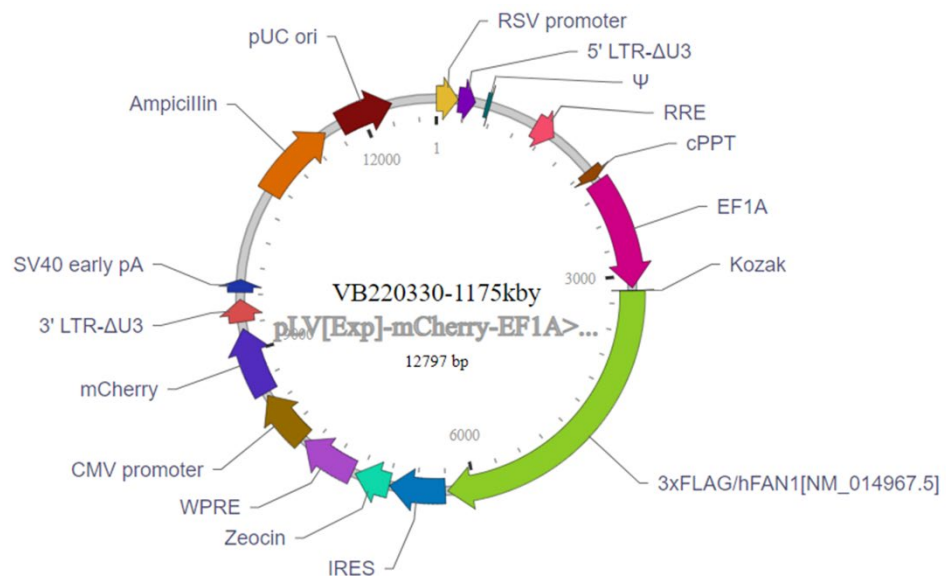 RSV promoter
pUC ori
5' LTR-ΔU3
Ψ
Ampicillin
RRE
cPPT
12000
1
EF1A
SV40 early pA
3000
Kozak
VB220330-1175kby
3' LTR-ΔU3
pLV[Exp]-mCherry-EF1A>...
9000
12797 bp
mCherry
6000
CMV promoter
3xFLAG/hFAN1[NM_014967.5]
WPRE
Zeocin
IRES